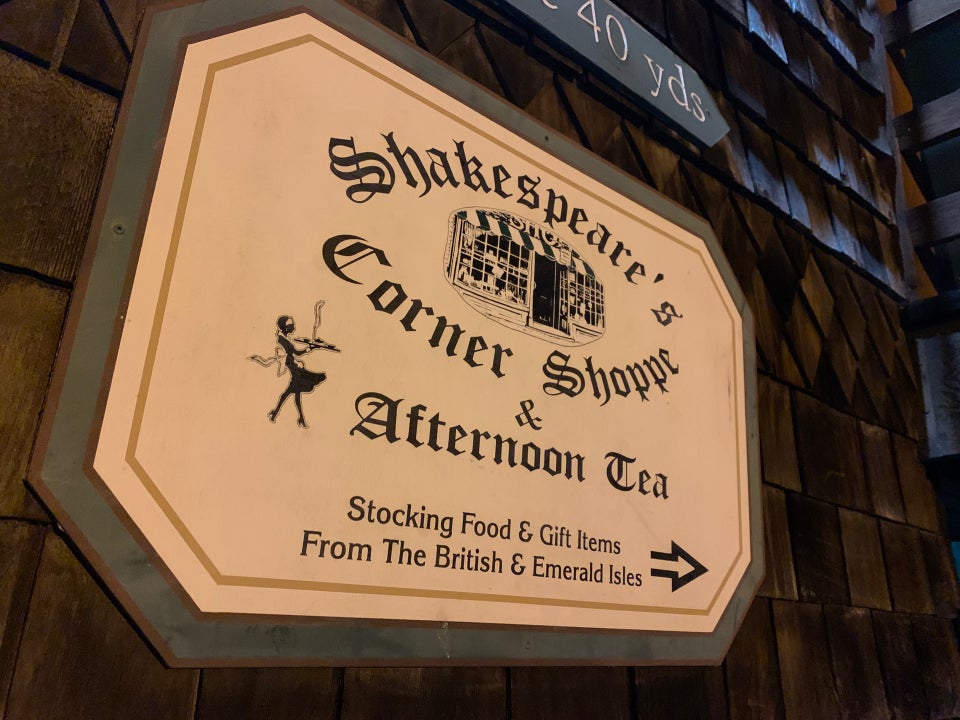 40 yds
Shakespeare's
Corner Shoppe
&
Afternoon Tea
Stocking Food & Gift Items
From The British & Emerald Isles